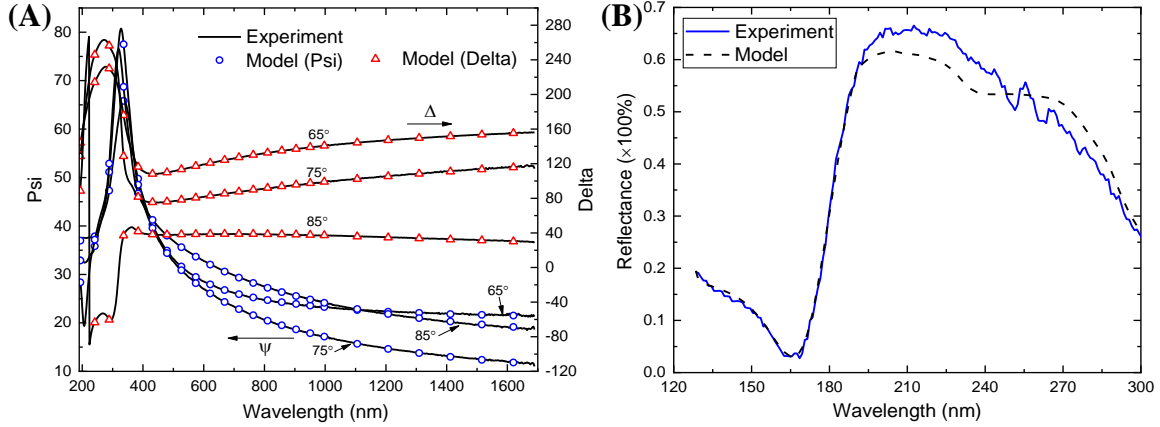 (A)
Experiment
Model (Psi)
Model (Delta)
Δ
65°
75°
85°
65°
85°
75°
ψ
80
70
60
50
40
30
20
10
Psi
280
240
200
160
120
80
40
0
-40
-80
-120
Delta
200 400 600 800 1000 1200 1400 1600
Wavelength (nm)
(B)
Experiment
Model
0.7
0.6
0.5
0.4
0.3
0.2
0.1
0.0
Reflectance (×100%)
120 150 180 210 240 270 300
Wavelength (nm)